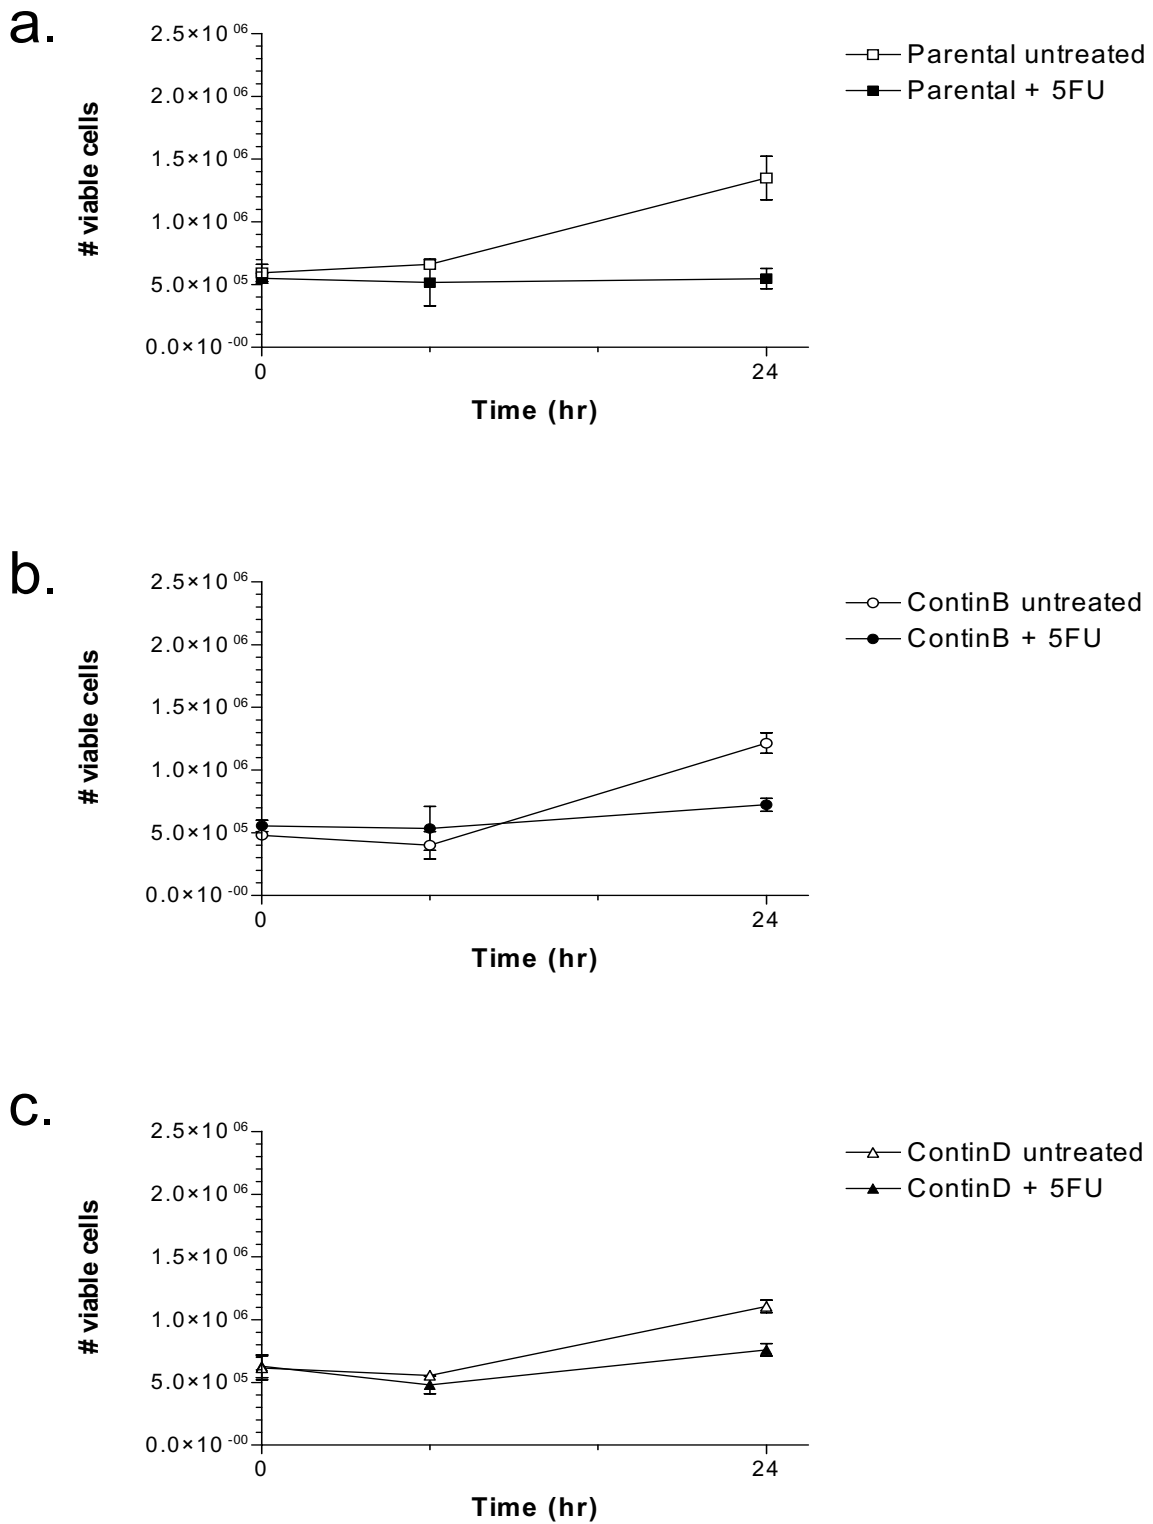 a.
2.5×10 06
2.0×10 06
1.5×10 06
1.0×10 06
5.0×10 05
0.0×10 -00
# viable cells
0 24
Time (hr)
Parental untreated
Parental + 5FU
b.
2.5×10 06
2.0×10 06
1.5×10 06
1.0×10 06
5.0×10 05
0.0×10 -00
# viable cells
0 24
Time (hr)
ContinB untreated
ContinB + 5FU
c.
2.5×10 06
2.0×10 06
1.5×10 06
1.0×10 06
5.0×10 05
0.0×10 -00
# viable cells
0 24
Time (hr)
ContinD untreated
ContinD + 5FU